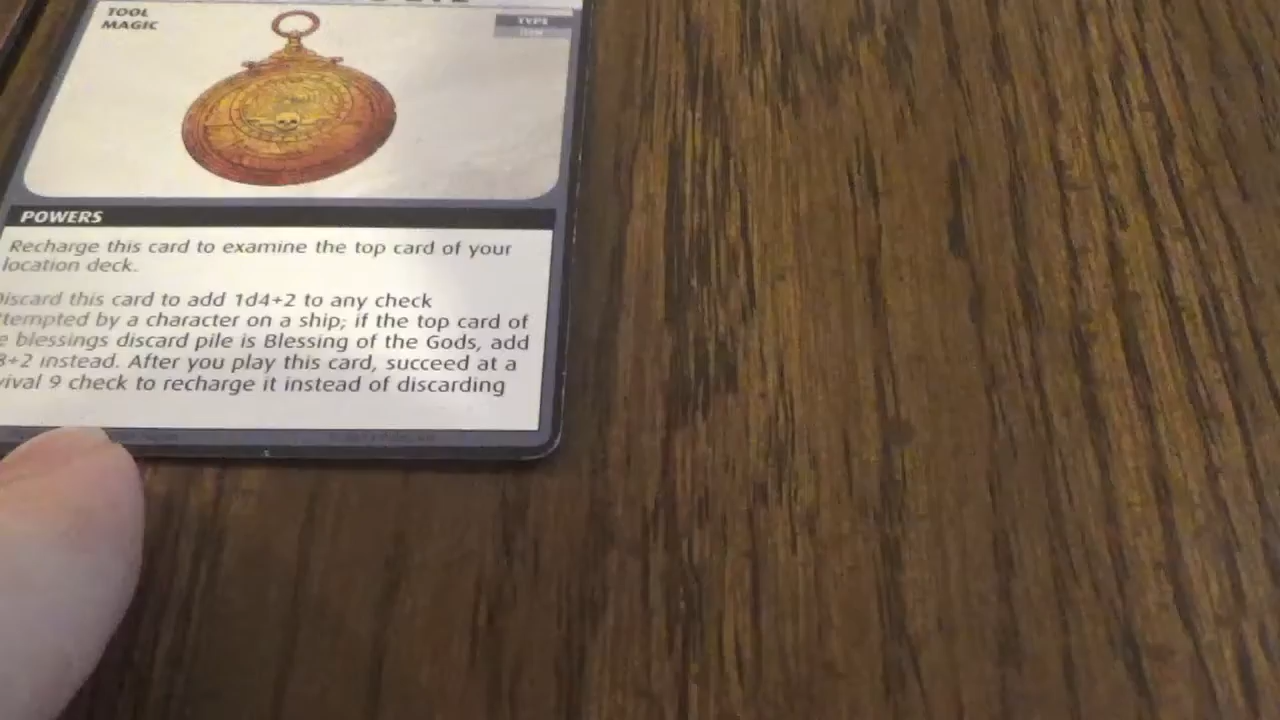 TOOL
MAGIC
TYPE
ITEM
POWERS
Recharge this card to examine the top card of your
location deck.
Discard this card to add 1d4+2 to any check
ttempted by a character on a ship; if the top card of
e blessings discard pile is Blessing of the Gods, add
8+2 instead. After you play this card, succeed at a
vival 9 check to recharge it instead of discarding